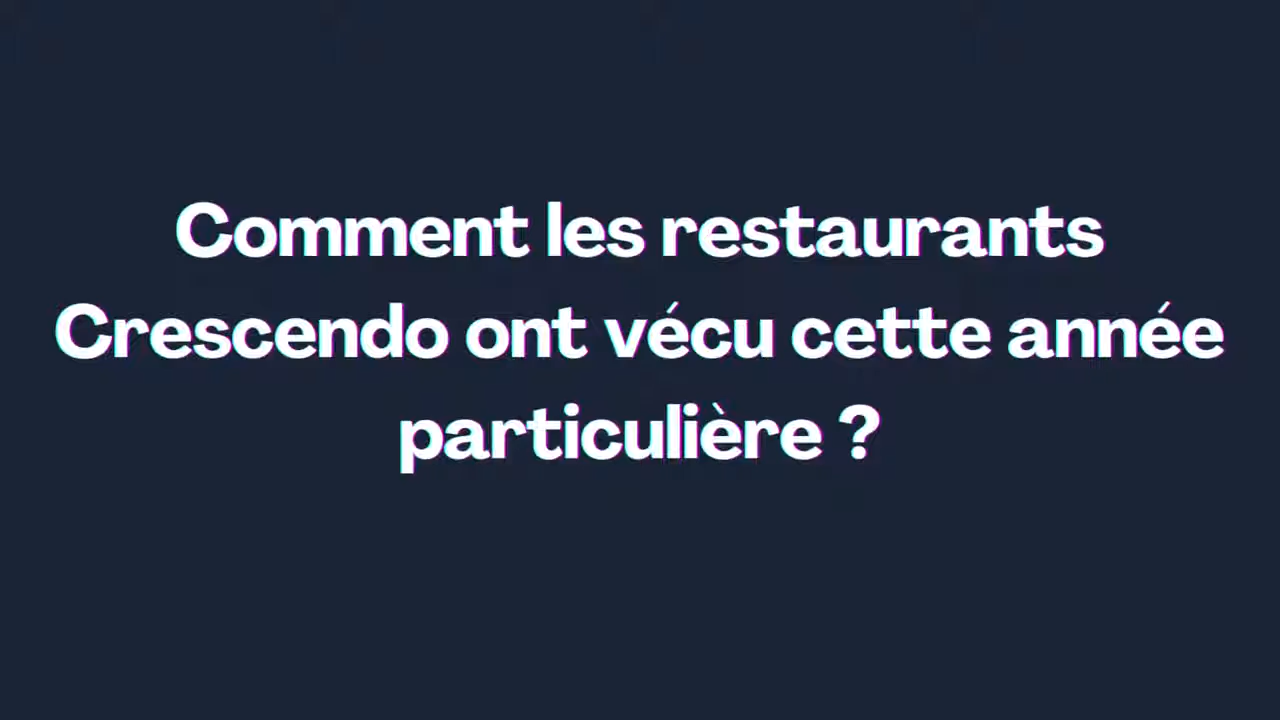 Comment les restaurants
Crescendo ont vécu cette année
particulière ?